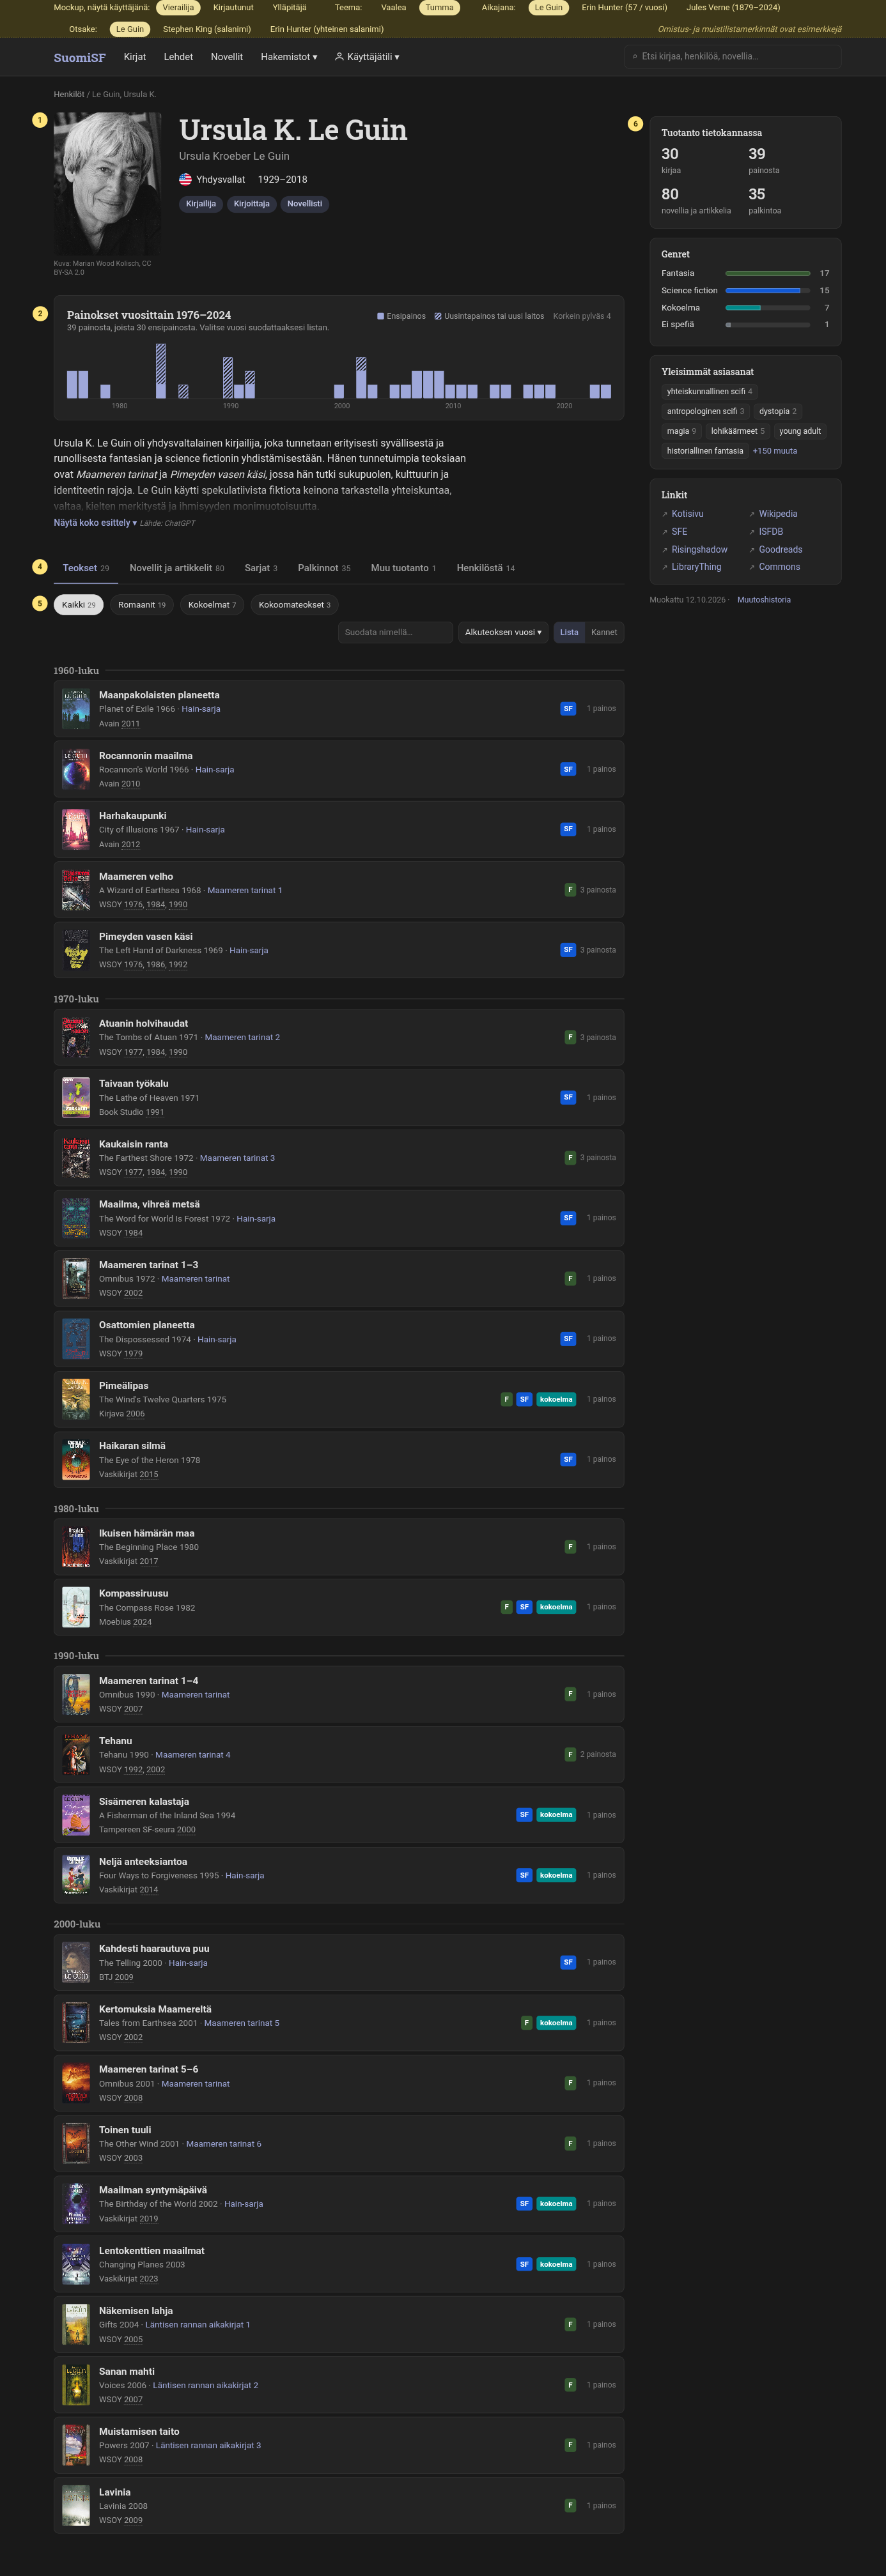 Mockup, näytä käyttäjänä: Vierailija Kirjautunut Ylläpitäjä Teema: Vaalea Tumma Aikajana: Le Guin Erin Hunter (57 / vuosi) Jules Verne (1879–2024)
Otsake: Le Guin Stephen King (salanimi) Erin Hunter (yhteinen salanimi) Omistus- ja muistilistamerkinnät ovat esimerkkejä
SuomiSF Kirjat Lehdet Novellit Hakemistot ▾ Käyttäjätili ▾ Etsi kirjaa, henkilöä, novellia…
Henkilöt / Le Guin, Ursula K.
1
Ursula K. Le Guin
Ursula Kroeber Le Guin
Yhdysvallat 1929–2018
Kirjailija Kirjoittaja Novellisti
Kuva: Marian Wood Kolisch, CC
BY-SA 2.0
2
Painokset vuosittain 1976–2024
39 painosta, joista 30 ensipainosta. Valitse vuosi suodattaaksesi listan.
Ensipainos Uusintapainos tai uusi laitos Korkein pylväs 4
1980 1990 2000 2010 2020
Ursula K. Le Guin oli yhdysvaltalainen kirjailija, joka tunnetaan erityisesti syvällisestä ja
runollisesta fantasian ja science fictionin yhdistämisestään. Hänen tunnetuimpia teoksiaan
ovat Maameren tarinat ja Pimeyden vasen käsi, jossa hän tutki sukupuolen, kulttuurin ja
identiteetin rajoja. Le Guin käytti spekulatiivista fiktiota keinona tarkastella yhteiskuntaa,
valtaa, kielten merkitystä ja ihmisyyden monimuotoisuutta.
Näytä koko esittely ▾ Lähde: ChatGPT
4
Teokset 29 Novellit ja artikkelit 80 Sarjat 3 Palkinnot 35 Muu tuotanto 1 Henkilöstä 14
5
Kaikki 29 Romaanit 19 Kokoelmat 7 Kokoomateokset 3
Suodata nimellä… Alkuteoksen vuosi ▾ Lista Kannet
1960-luku
Maanpakolaisten planeetta
Planet of Exile 1966 · Hain-sarja SF 1 painos
Avain 2011
Rocannonin maailma
Rocannon's World 1966 · Hain-sarja SF 1 painos
Avain 2010
Harhakaupunki
City of Illusions 1967 · Hain-sarja SF 1 painos
Avain 2012
Maameren velho
A Wizard of Earthsea 1968 · Maameren tarinat 1 F 3 painosta
WSOY 1976, 1984, 1990
Pimeyden vasen käsi
The Left Hand of Darkness 1969 · Hain-sarja SF 3 painosta
WSOY 1976, 1986, 1992
1970-luku
Atuanin holvihaudat
The Tombs of Atuan 1971 · Maameren tarinat 2 F 3 painosta
WSOY 1977, 1984, 1990
Taivaan työkalu
The Lathe of Heaven 1971 SF 1 painos
Book Studio 1991
Kaukaisin ranta
The Farthest Shore 1972 · Maameren tarinat 3 F 3 painosta
WSOY 1977, 1984, 1990
Maailma, vihreä metsä
The Word for World Is Forest 1972 · Hain-sarja SF 1 painos
WSOY 1984
Maameren tarinat 1–3
Omnibus 1972 · Maameren tarinat F 1 painos
WSOY 2002
Osattomien planeetta
The Dispossessed 1974 · Hain-sarja SF 1 painos
WSOY 1979
Pimeälipas
The Wind's Twelve Quarters 1975 F SF kokoelma 1 painos
Kirjava 2006
Haikaran silmä
The Eye of the Heron 1978 SF 1 painos
Vaskikirjat 2015
1980-luku
Ikuisen hämärän maa
The Beginning Place 1980 F 1 painos
Vaskikirjat 2017
Kompassiruusu
The Compass Rose 1982 F SF kokoelma 1 painos
Moebius 2024
1990-luku
Maameren tarinat 1–4
Omnibus 1990 · Maameren tarinat F 1 painos
WSOY 2007
Tehanu
Tehanu 1990 · Maameren tarinat 4 F 2 painosta
WSOY 1992, 2002
Sisämeren kalastaja
A Fisherman of the Inland Sea 1994 SF kokoelma 1 painos
Tampereen SF-seura 2000
Neljä anteeksiantoa
Four Ways to Forgiveness 1995 · Hain-sarja SF kokoelma 1 painos
Vaskikirjat 2014
2000-luku
Kahdesti haarautuva puu
The Telling 2000 · Hain-sarja SF 1 painos
BTJ 2009
Kertomuksia Maamereltä
Tales from Earthsea 2001 · Maameren tarinat 5 F kokoelma 1 painos
WSOY 2002
Maameren tarinat 5–6
Omnibus 2001 · Maameren tarinat F 1 painos
WSOY 2008
Toinen tuuli
The Other Wind 2001 · Maameren tarinat 6 F 1 painos
WSOY 2003
Maailman syntymäpäivä
The Birthday of the World 2002 · Hain-sarja SF kokoelma 1 painos
Vaskikirjat 2019
Lentokenttien maailmat
Changing Planes 2003 SF kokoelma 1 painos
Vaskikirjat 2023
Näkemisen lahja
Gifts 2004 · Läntisen rannan aikakirjat 1 F 1 painos
WSOY 2005
Sanan mahti
Voices 2006 · Läntisen rannan aikakirjat 2 F 1 painos
WSOY 2007
Muistamisen taito
Powers 2007 · Läntisen rannan aikakirjat 3 F 1 painos
WSOY 2008
Lavinia
Lavinia 2008 F 1 painos
WSOY 2009
6
Tuotanto tietokannassa
30 39
kirjaa painosta
80 35
novellia ja artikkelia palkintoa
Genret
Fantasia 17
Science fiction 15
Kokoelma 7
Ei spefiä 1
Yleisimmät asiasanat
yhteiskunnallinen scifi 4
antropologinen scifi 3 dystopia 2
magia 9 lohikäärmeet 5 young adult
historiallinen fantasia +150 muuta
Linkit
↗ Kotisivu ↗ Wikipedia
↗ SFE ↗ ISFDB
↗ Risingshadow ↗ Goodreads
↗ LibraryThing ↗ Commons
Muokattu 12.10.2026 · Muutoshistoria